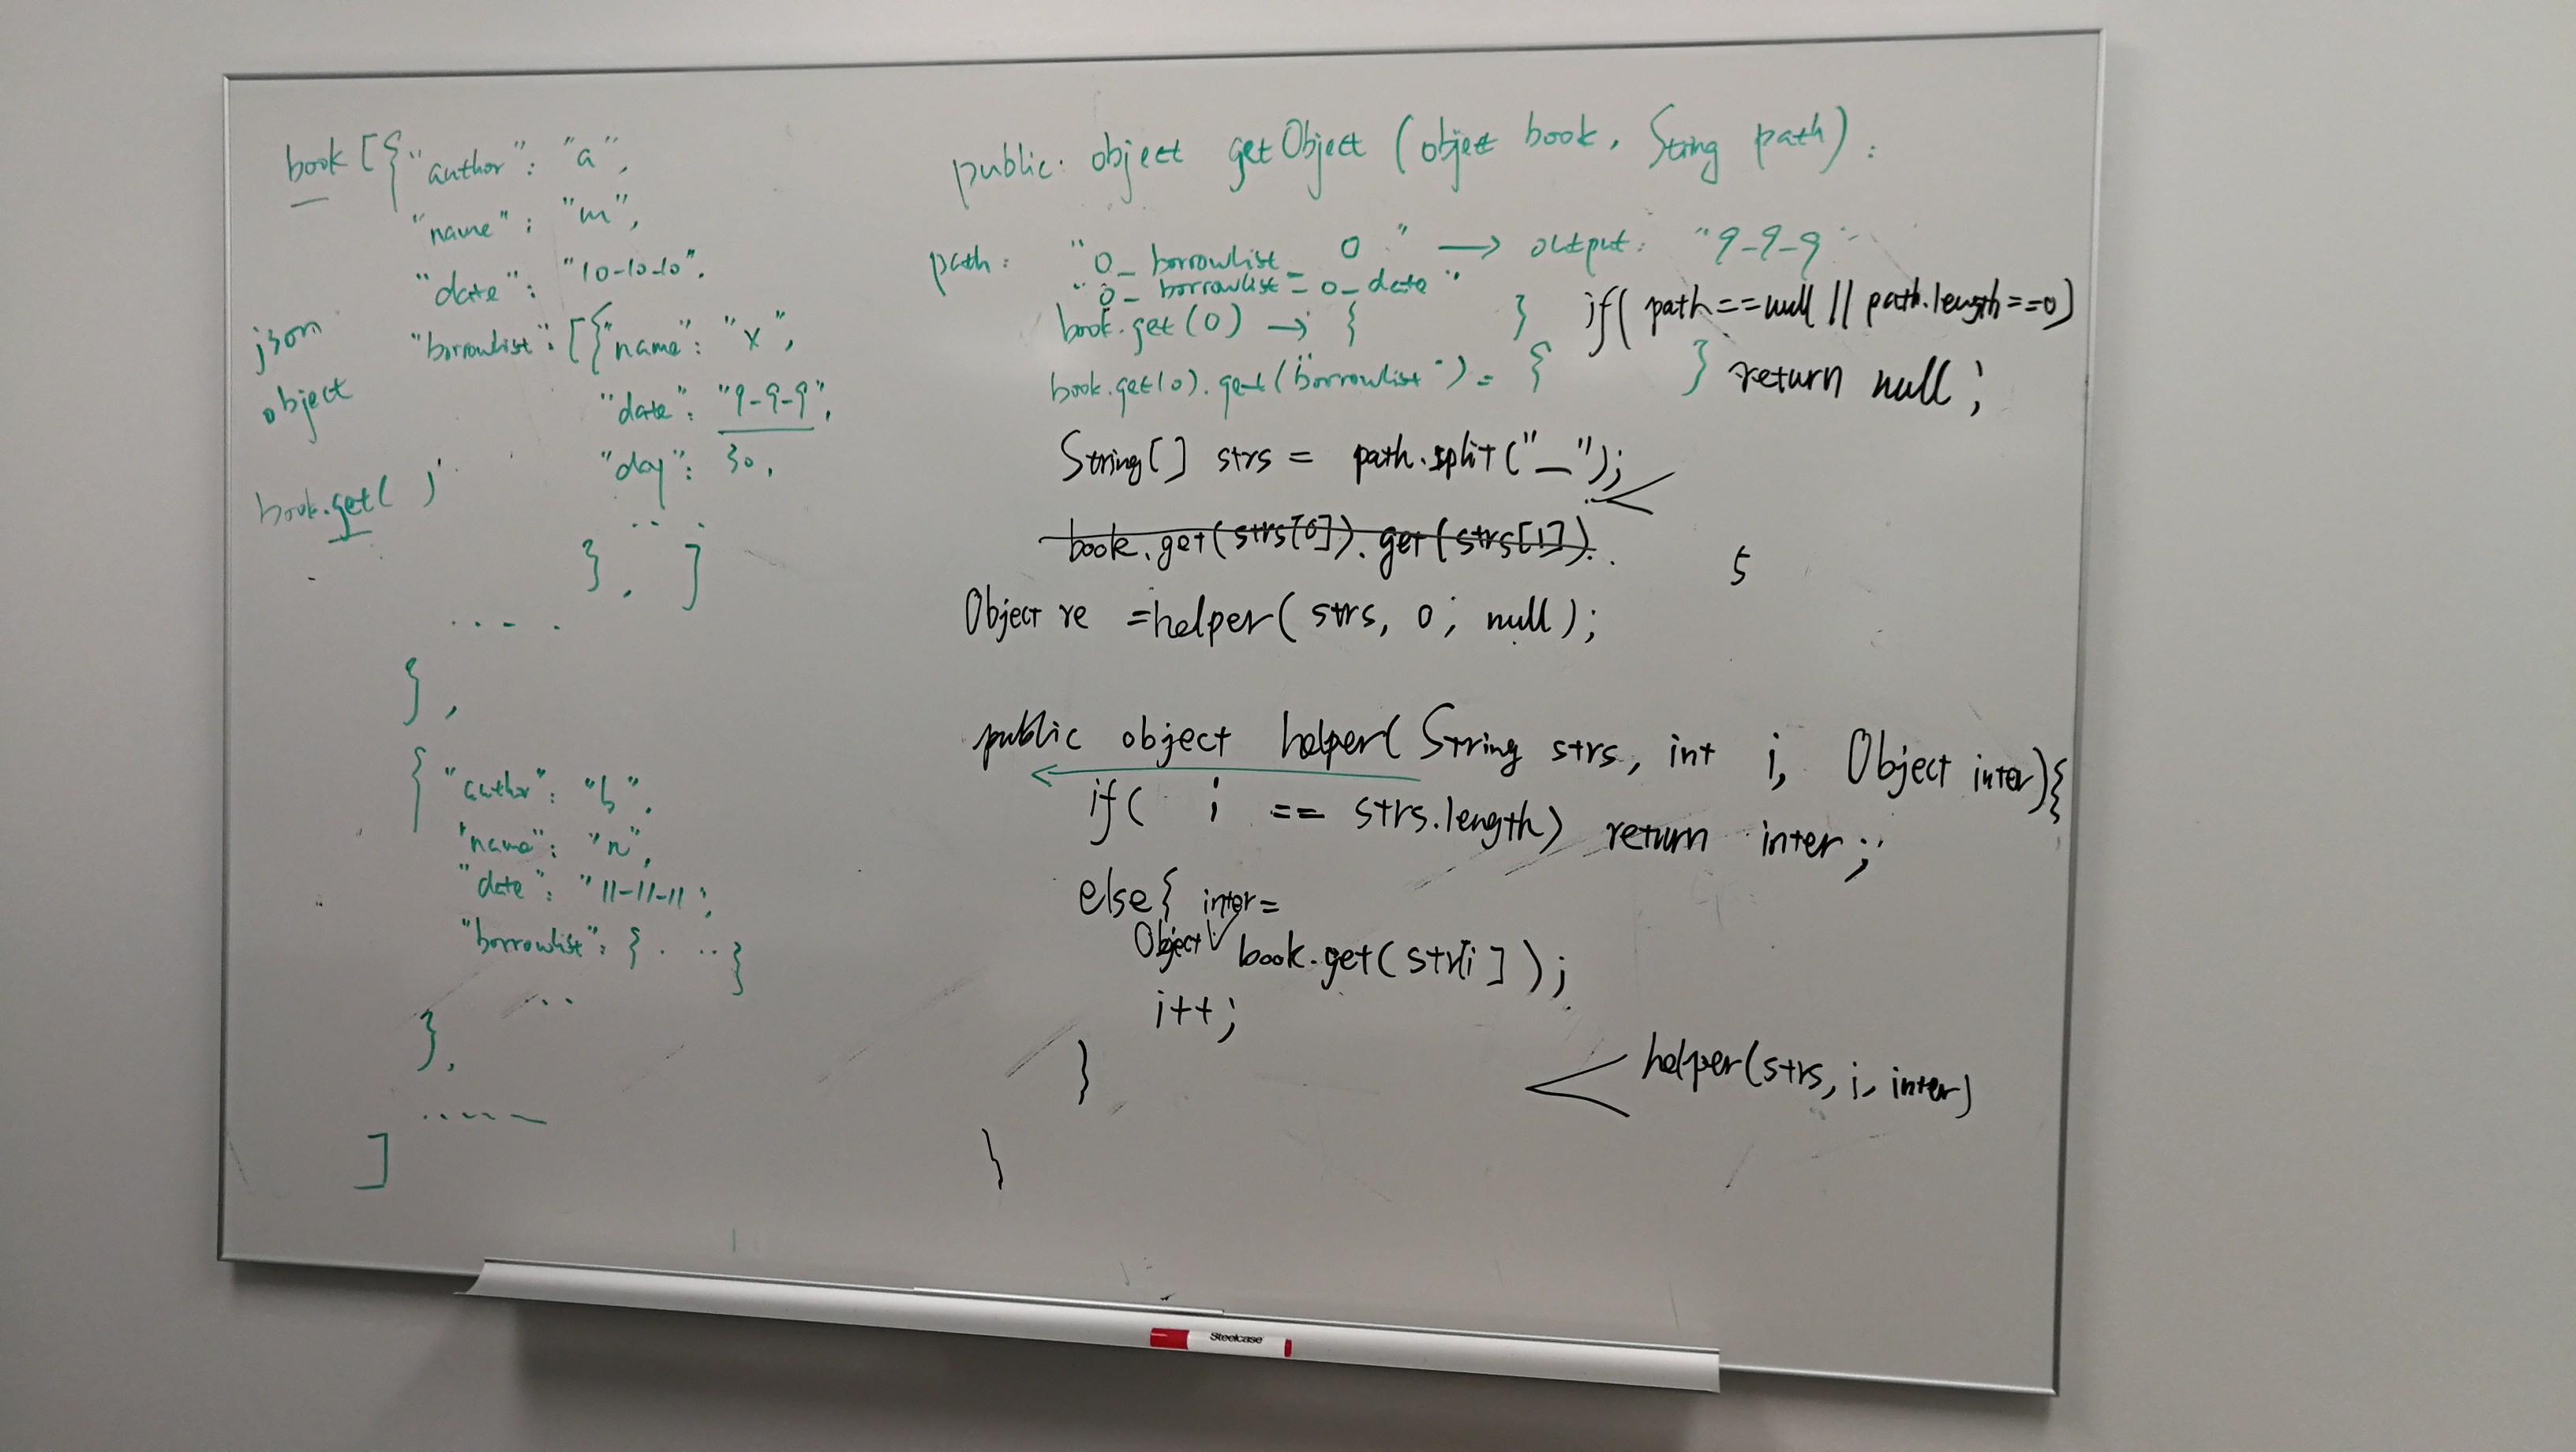 book [{ "author": "a",
"name": "m",
"date": "10-10-10",
json
object
"borrowlist": [{ "name": "x",
"date": "9-9-9",
"day": 30,
book.get( )
.. .
}, ]
.... .
},
{ "author": "b",
"name": "n",
"date": "11-11-11",
"borrowlist": { . .. }
...
},
.....
]
public object getObject (object book, String path) :
path: "0_ borrowlist 0 " → output: "9-9-9"
"0_ borrowlist_0_date"
book.get(0) → { }
book.get(0).get("borrowlist") = { }
if( path==null || path.length==0)
return null;
String[] strs = path.split("_");
book.get(strs[0]).get(strs[1]).
5
Object re =helper( strs, 0, null);
public object helper( String strs, int i, Object inter){
if( i == strs.length) return inter;
else{ inter=
Object book.get(str[i]);
i++;
}
helper(strs, i, inter)
}
Steelcase